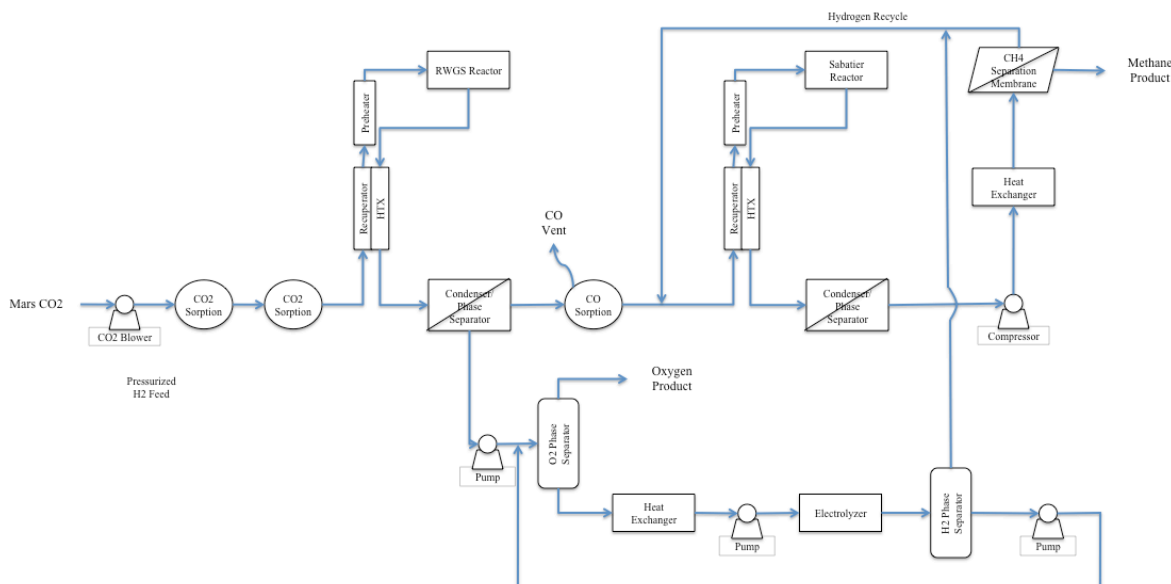 Hydrogen Recycle
RWGS Reactor
Sabatier
Reactor
CH4
Separation
Membrane
Methane
Product
Preheater
Preheater
Recuperator
HTX
Recuperator
HTX
Heat
Exchanger
CO
Vent
Mars CO2
CO2
Sorption
CO2
Sorption
Condenser/
Phase
Separator
CO
Sorption
Condenser/
Phase
Separator
CO2 Blower
Compressor
Pressurized
H2 Feed
Oxygen
Product
O2 Phase
Separator
Pump
Heat
Exchanger
Pump
Electrolyzer
H2 Phase
Separator
Pump